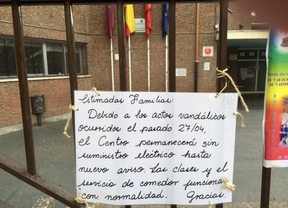 Estimadas Familias
Debido a los actos vandálicos
ocurridos el pasado 27/04,
el Centro permanecerá sin
suministro eléctrico hasta
nuevo aviso. Las clases y el
servicio de comedor funcionan
con normalidad. Gracias.